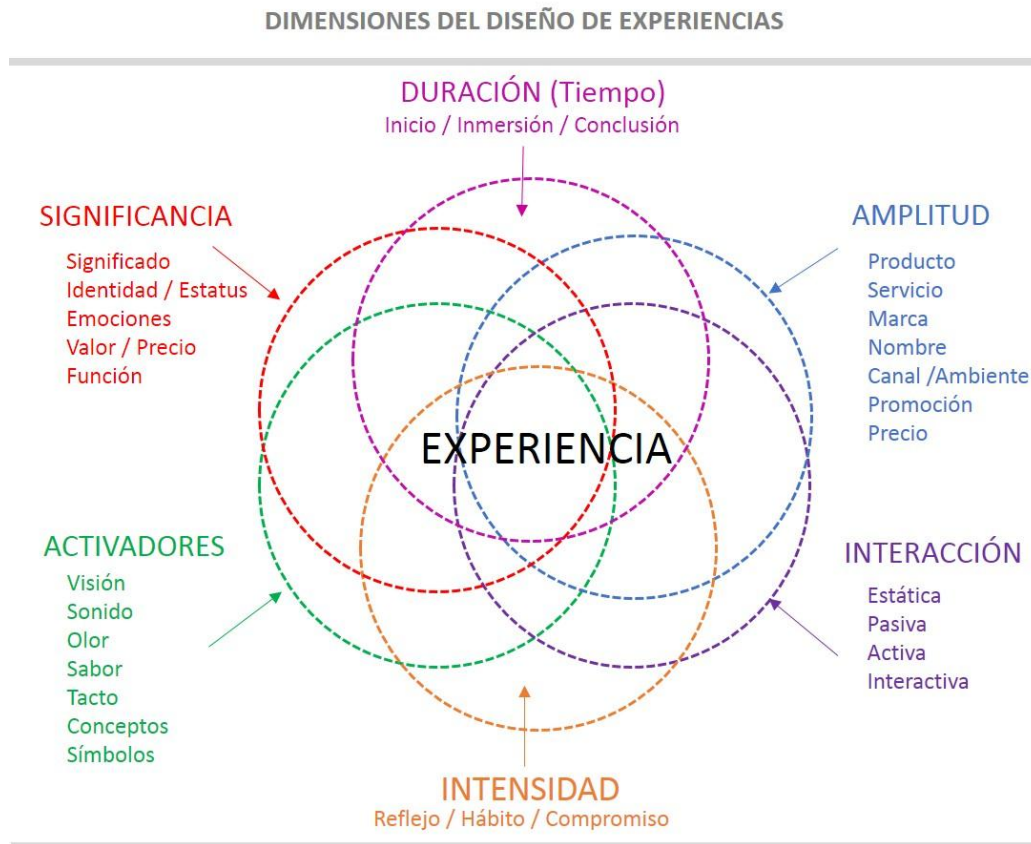 DIMENSIONES DEL DISEÑO DE EXPERIENCIAS
DURACIÓN (Tiempo)
Inicio / Inmersión / Conclusión
SIGNIFICANCIA
Significado
Identidad / Estatus
Emociones
Valor / Precio
Función
AMPLITUD
Producto
Servicio
Marca
Nombre
Canal /Ambiente
Promoción
Precio
EXPERIENCIA
ACTIVADORES
Visión
Sonido
Olor
Sabor
Tacto
Conceptos
Símbolos
INTERACCIÓN
Estática
Pasiva
Activa
Interactiva
INTENSIDAD
Reflejo / Hábito / Compromiso